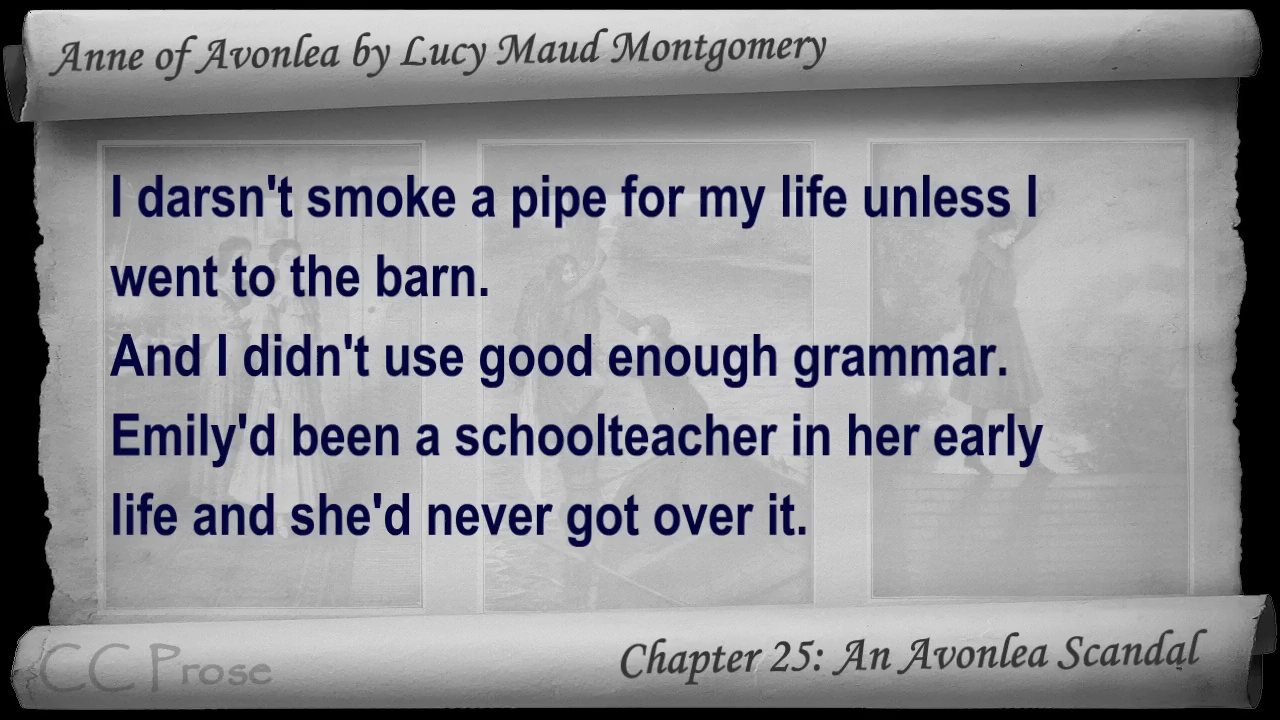 Anne of Avonlea by Lucy Maud Montgomery
I darsn't smoke a pipe for my life unless I
went to the barn.
And I didn't use good enough grammar.
Emily'd been a schoolteacher in her early
life and she'd never got over it.
CC Prose
Chapter 25: An Avonlea Scandal